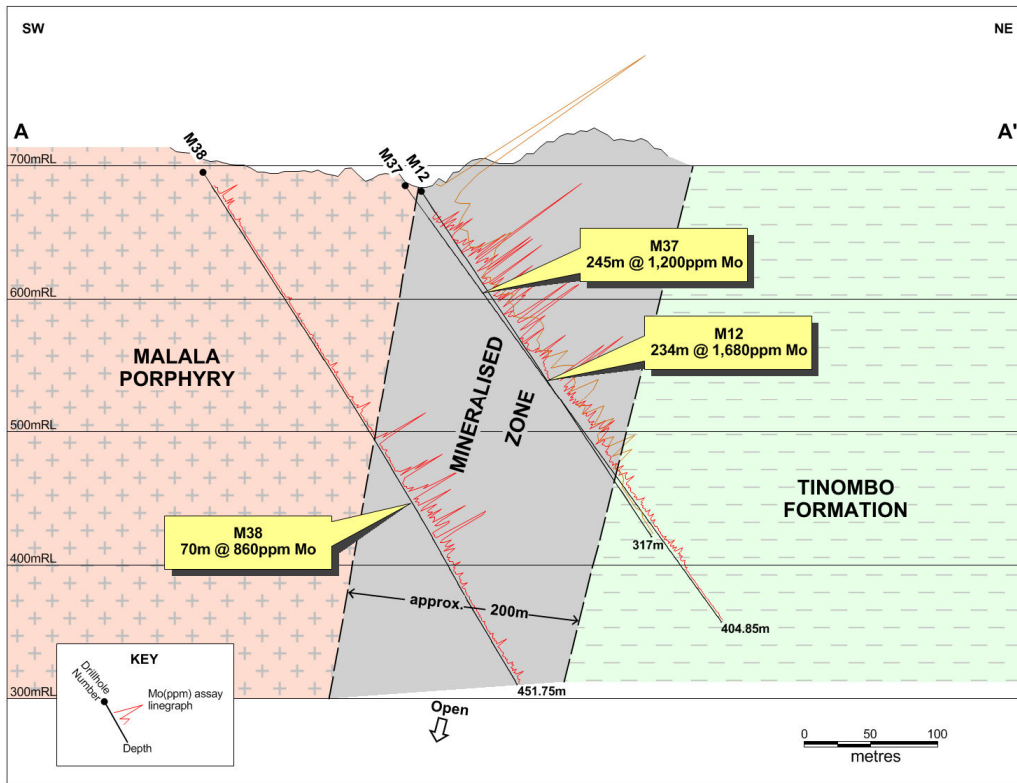 SW
NE
A
A'
M38
M37
M12
700mRL
600mRL
500mRL
400mRL
300mRL
M37
245m @ 1,200ppm Mo
M12
234m @ 1,680ppm Mo
MALALA
PORPHYRY
MINERALISED
ZONE
TINOMBO
FORMATION
M38
70m @ 860ppm Mo
317m
approx. 200m
404.85m
451.75m
Open
KEY
Drillhole
Number
Mo(ppm) assay
linegraph
Depth
0 50 100
metres